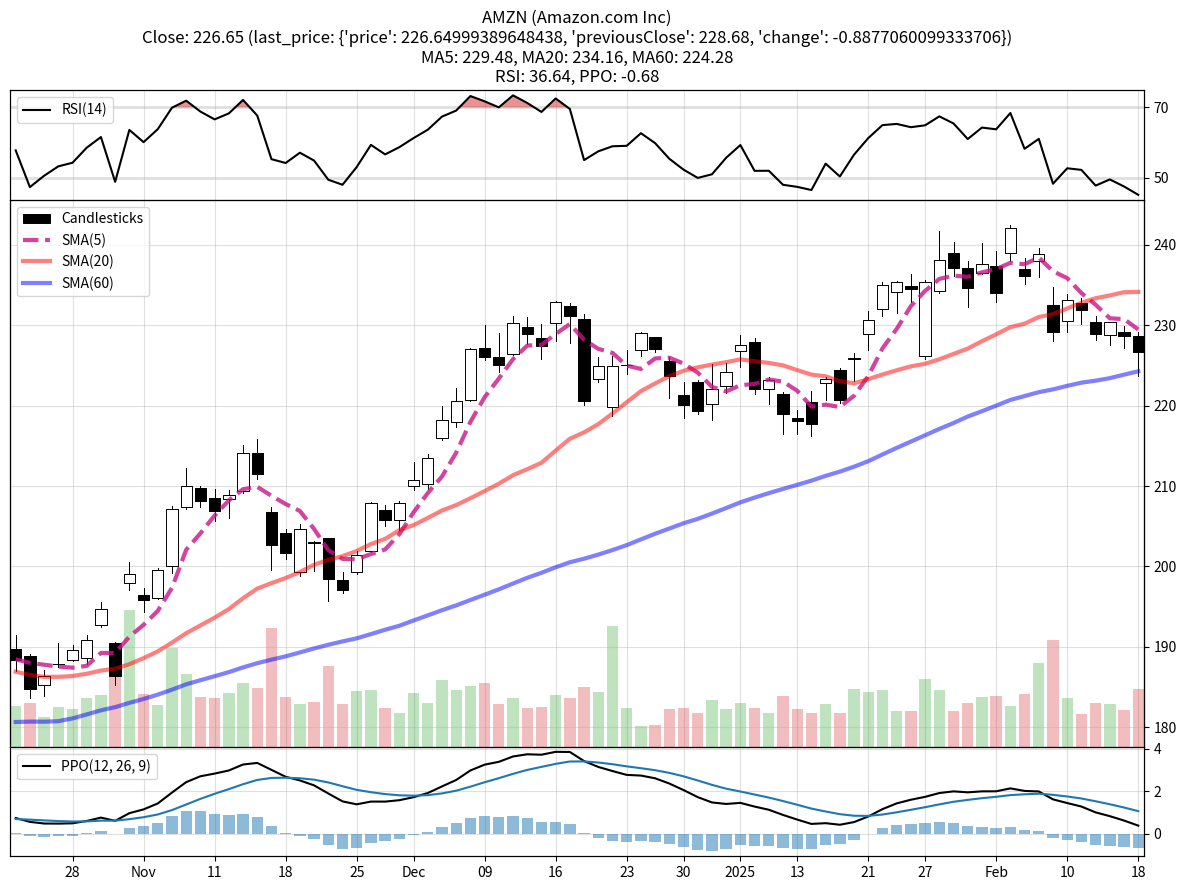 AMZN (Amazon.com Inc)
Close: 226.65 (last_price: {'price': 226.64999389648438, 'previousClose': 228.68, 'change': -0.8877060099333706})
MA5: 229.48, MA20: 234.16, MA60: 224.28
RSI: 36.64, PPO: -0.68
RSI(14)
70
50
Candlesticks
SMA(5)
SMA(20)
SMA(60)
240
230
220
210
200
190
180
PPO(12, 26, 9)
4
2
0
28 Nov 11 18 25 Dec 09 16 23 30 2025 13 21 27 Feb 10 18